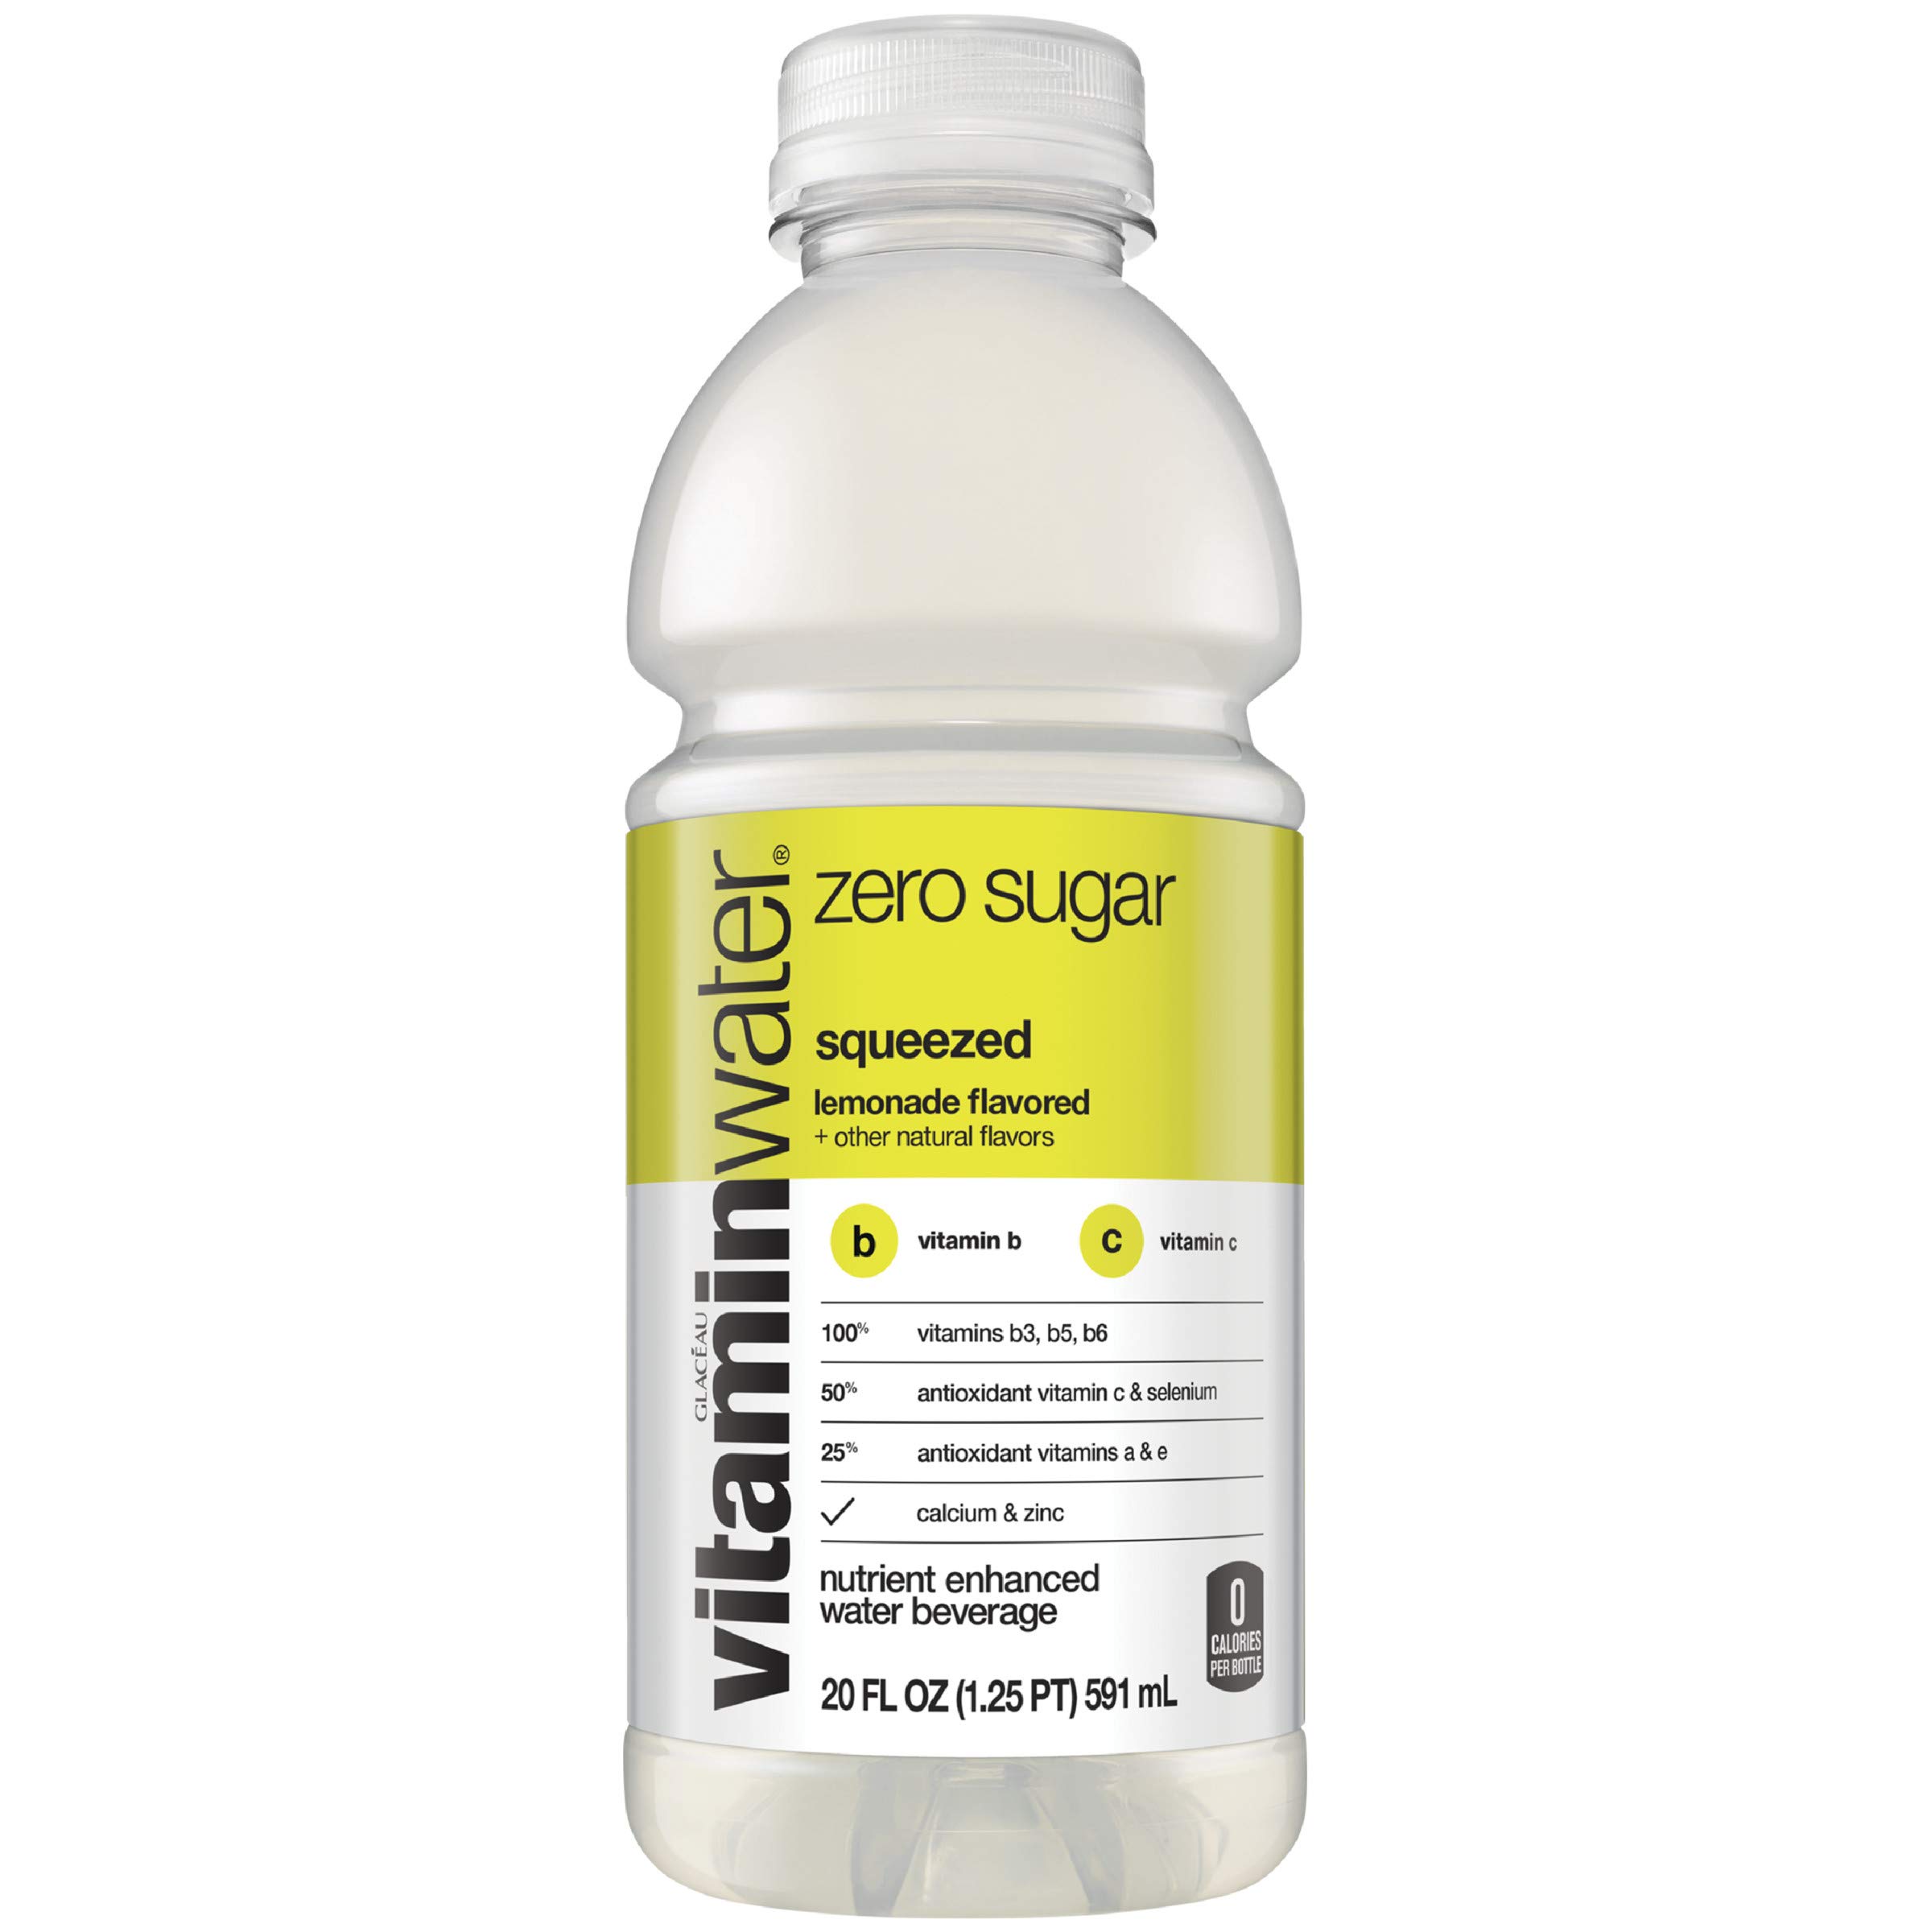 GLACÉAU
vitaminwater®
zero sugar
squeezed
lemonade flavored
+ other natural flavors
b vitamin b c vitamin c
100% vitamins b3, b5, b6
50% antioxidant vitamin c & selenium
25% antioxidant vitamins a & e
✓ calcium & zinc
nutrient enhanced
water beverage
0
CALORIES
PER BOTTLE
20 FL OZ (1.25 PT) 591 mL